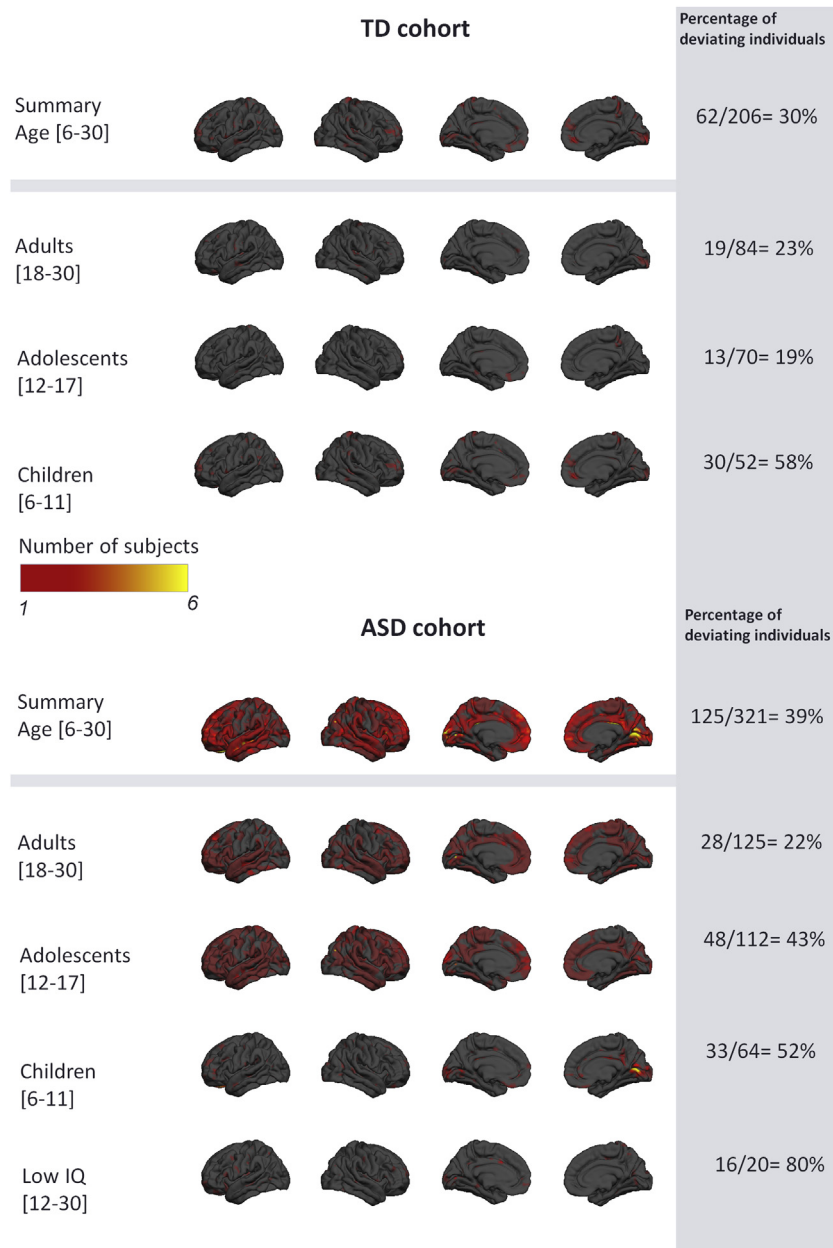 TD cohort
Percentage of
deviating individuals
Summary
Age [6-30]
62/206= 30%
Adults
[18-30]
19/84= 23%
Adolescents
[12-17]
13/70= 19%
Children
[6-11]
30/52= 58%
Number of subjects
1
6
ASD cohort
Percentage of
deviating individuals
Summary
Age [6-30]
125/321= 39%
Adults
[18-30]
28/125= 22%
Adolescents
[12-17]
48/112= 43%
Children
[6-11]
33/64= 52%
Low IQ
[12-30]
16/20= 80%